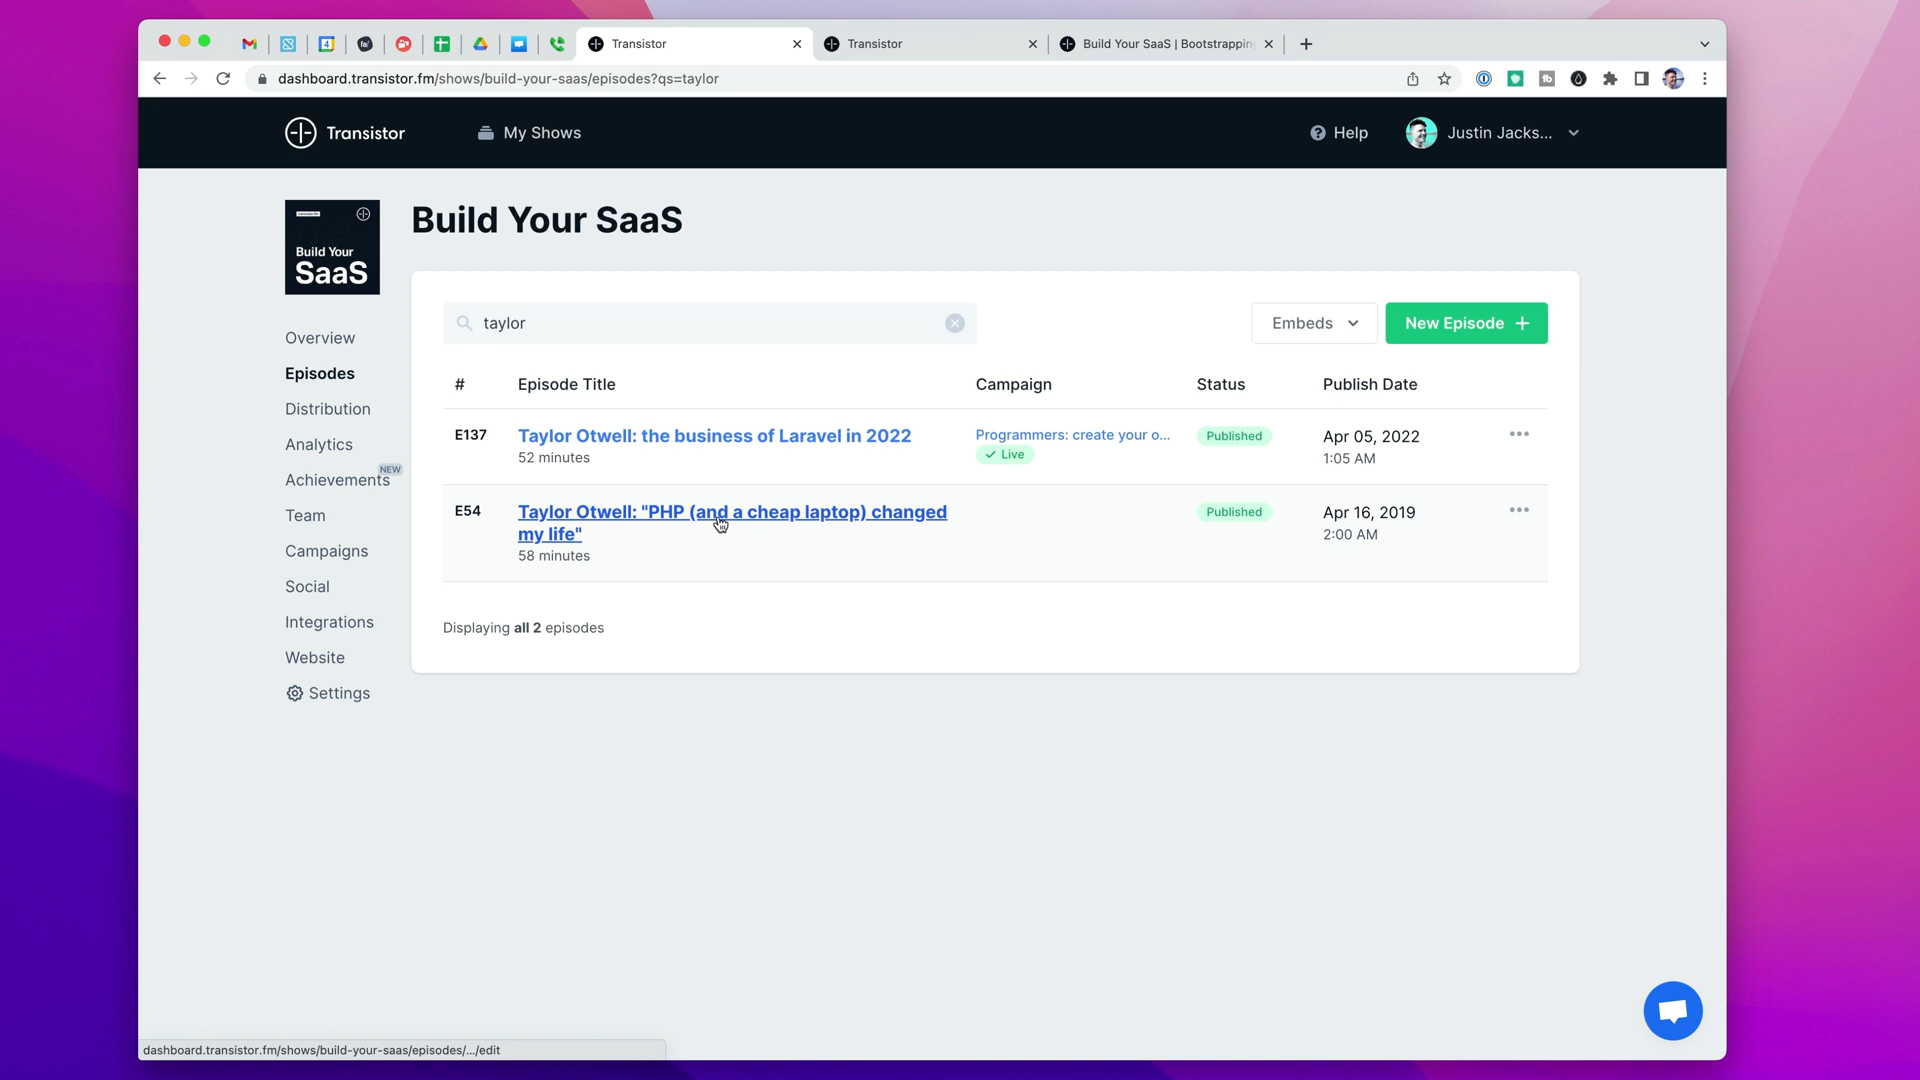 Transistor
Transistor
Build Your SaaS | Bootstrapping
dashboard.transistor.fm/shows/build-your-saas/episodes?qs=taylor
Transistor
My Shows
Help
Justin Jacks...
Build Your
SaaS
Build Your SaaS
taylor
Embeds
New Episode +
Overview
Episodes
Distribution
Analytics
Achievements NEW
Team
Campaigns
Social
Integrations
Website
Settings
# Episode Title Campaign Status Publish Date
E137 Taylor Otwell: the business of Laravel in 2022 Programmers: create your o... Published Apr 05, 2022
52 minutes Live 1:05 AM
E54 Taylor Otwell: "PHP (and a cheap laptop) changed Published Apr 16, 2019
my life" 2:00 AM
58 minutes
Displaying all 2 episodes
dashboard.transistor.fm/shows/build-your-saas/episodes/.../edit